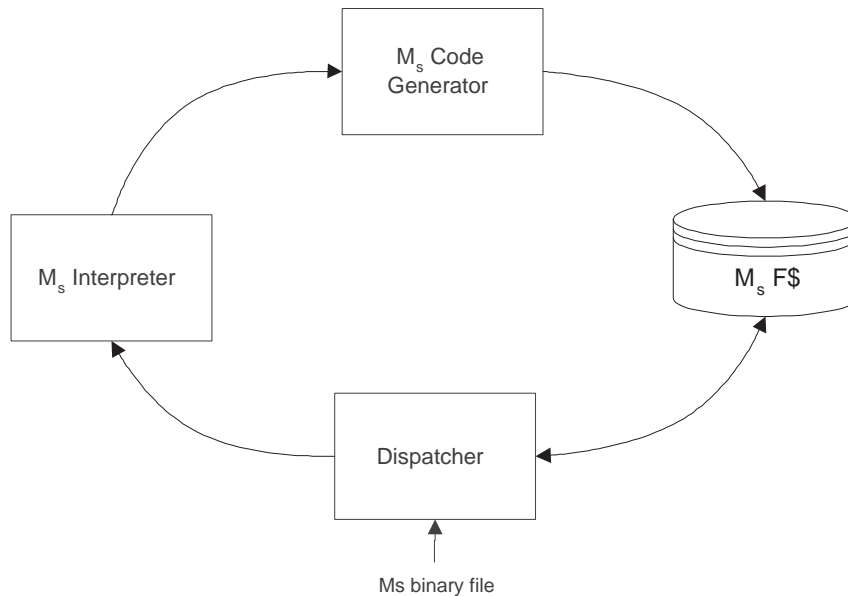 Mₛ Code
Generator
Mₛ Interpreter
Mₛ F$
Dispatcher
Ms binary file